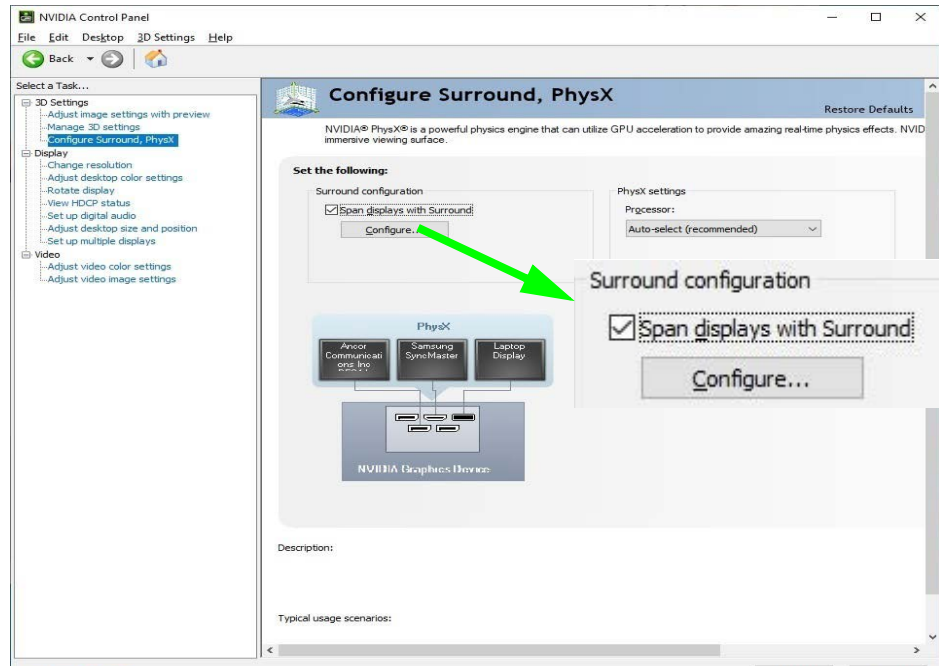 NVIDIA Control Panel
File Edit Desktop 3D Settings Help
Back
Select a Task...
3D Settings
Adjust image settings with preview
Manage 3D settings
Configure Surround, PhysX
Display
Change resolution
Adjust desktop color settings
Rotate display
View HDCP status
Set up digital audio
Adjust desktop size and position
Set up multiple displays
Video
Adjust video color settings
Adjust video image settings
Configure Surround, PhysX
Restore Defaults
NVIDIA® PhysX® is a powerful physics engine that can utilize GPU acceleration to provide amazing real-time physics effects. NVID
immersive viewing surface.
Set the following:
Surround configuration
Span displays with Surround
Configure...
PhysX settings
Processor:
Auto-select (recommended)
Surround configuration
Span displays with Surround
Configure...
PhysX
Ancor
Communicati
ons Inc
Samsung
SyncMaster
Laptop
Display
NVIDIA Graphics Device
Description:
Typical usage scenarios: